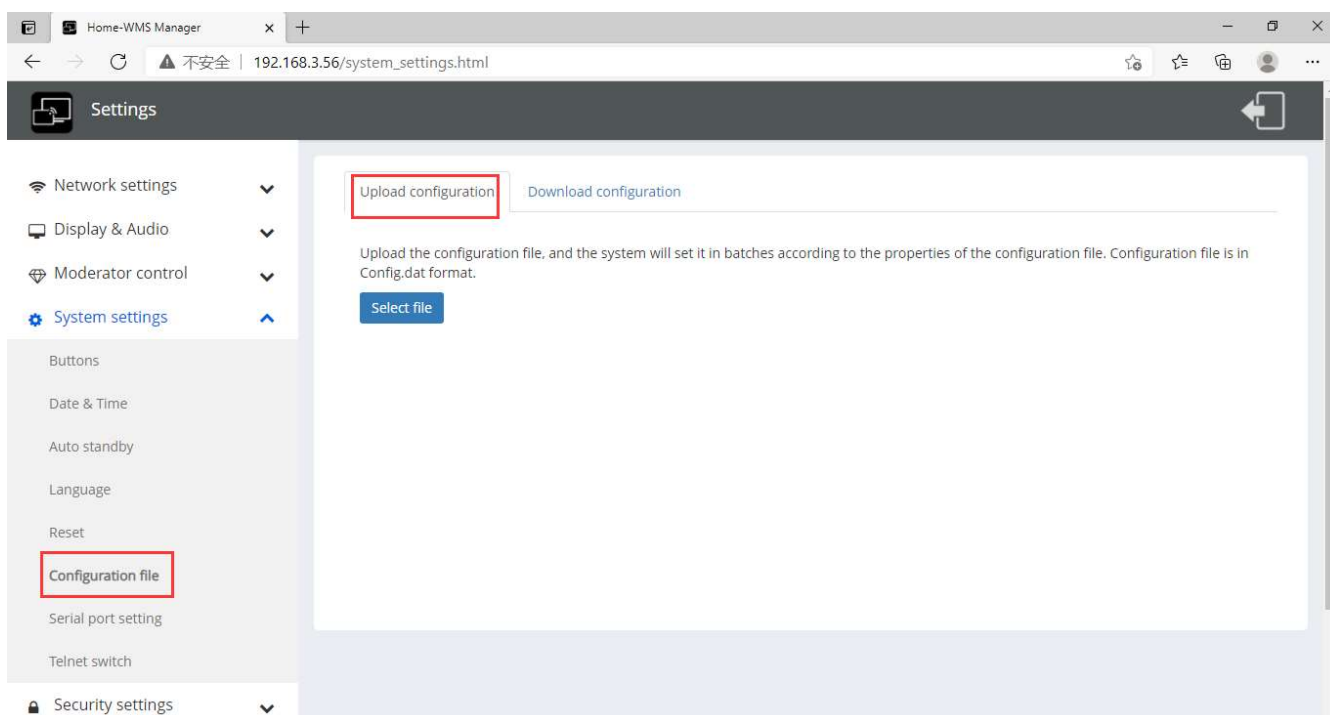 Home-WMS Manager
不安全 | 192.168.3.56/system_settings.html
Settings
Network settings
Display & Audio
Moderator control
System settings
Buttons
Date & Time
Auto standby
Language
Reset
Configuration file
Serial port setting
Telnet switch
Security settings
Upload configuration
Download configuration
Upload the configuration file, and the system will set it in batches according to the properties of the configuration file. Configuration file is in
Config.dat format.
Select file